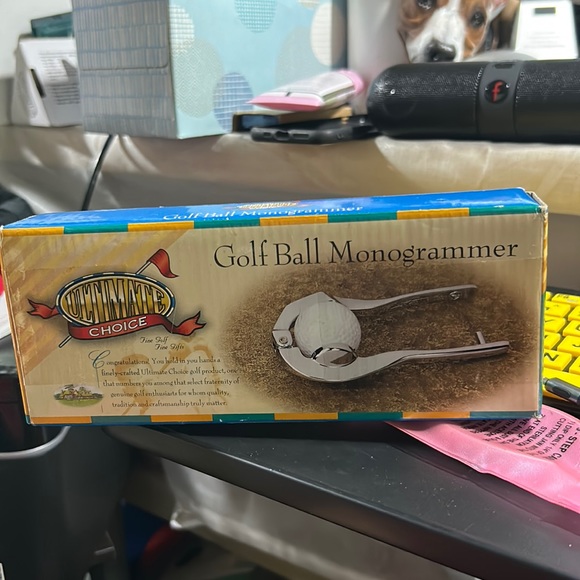 Golf Ball Monogrammer
Golf Ball Monogrammer
ULTIMATE
CHOICE
Fine Golf
Fine Gifts
Congratulations! You hold in you hands a
finely-crafted Ultimate Choice golf product, one
that numbers you among that select fraternity of
genuine golf enthusiasts for whom quality,
tradition and craftsmanship truly matter.